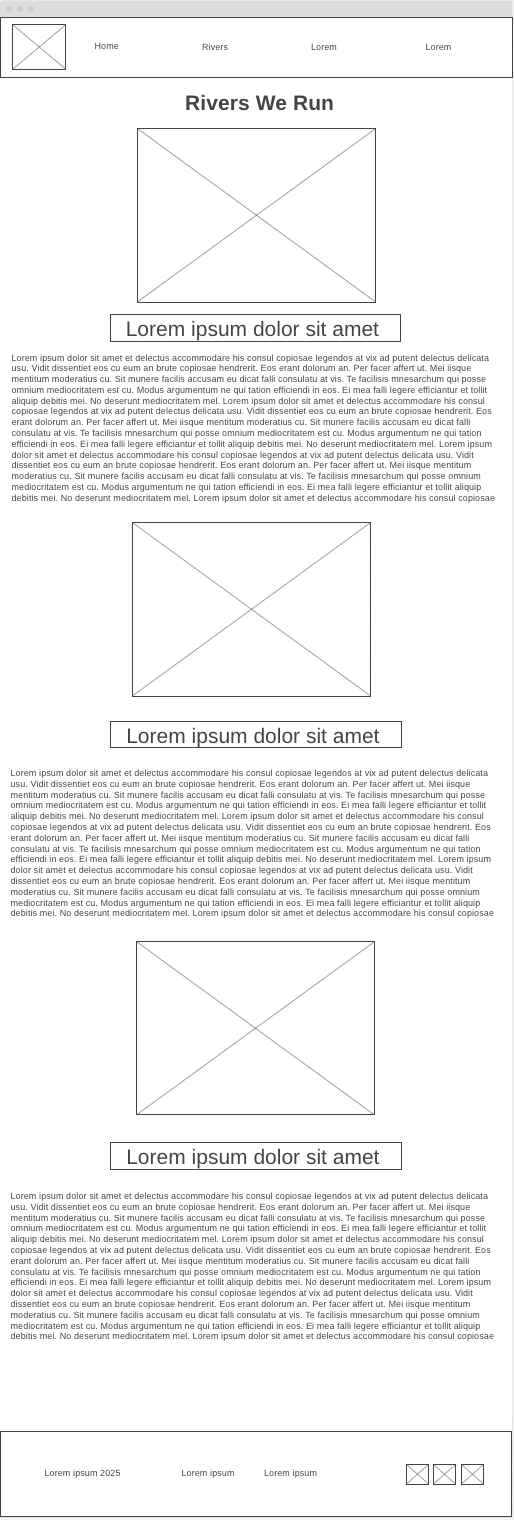 Home Rivers Lorem Lorem
Rivers We Run
Lorem ipsum dolor sit amet
Lorem ipsum dolor sit amet et delectus accommodare his consul copiosae legendos at vix ad putent delectus delicata
usu. Vidit dissentiet eos cu eum an brute copiosae hendrerit. Eos erant dolorum an. Per facer affert ut. Mei iisque
mentitum moderatius cu. Sit munere facilis accusam eu dicat falli consulatu at vis. Te facilisis mnesarchum qui posse
omnium mediocritatem est cu. Modus argumentum ne qui tation efficiendi in eos. Ei mea falli legere efficiantur et tollit
aliquip debitis mei. No deserunt mediocritatem mel. Lorem ipsum dolor sit amet et delectus accommodare his consul
copiosae legendos at vix ad putent delectus delicata usu. Vidit dissentiet eos cu eum an brute copiosae hendrerit. Eos
erant dolorum an. Per facer affert ut. Mei iisque mentitum moderatius cu. Sit munere facilis accusam eu dicat falli
consulatu at vis. Te facilisis mnesarchum qui posse omnium mediocritatem est cu. Modus argumentum ne qui tation
efficiendi in eos. Ei mea falli legere efficiantur et tollit aliquip debitis mei. No deserunt mediocritatem mel. Lorem ipsum
dolor sit amet et delectus accommodare his consul copiosae legendos at vix ad putent delectus delicata usu. Vidit
dissentiet eos cu eum an brute copiosae hendrerit. Eos erant dolorum an. Per facer affert ut. Mei iisque mentitum
moderatius cu. Sit munere facilis accusam eu dicat falli consulatu at vis. Te facilisis mnesarchum qui posse omnium
mediocritatem est cu. Modus argumentum ne qui tation efficiendi in eos. Ei mea falli legere efficiantur et tollit aliquip
debitis mei. No deserunt mediocritatem mel. Lorem ipsum dolor sit amet et delectus accommodare his consul copiosae
Lorem ipsum dolor sit amet
Lorem ipsum dolor sit amet et delectus accommodare his consul copiosae legendos at vix ad putent delectus delicata
usu. Vidit dissentiet eos cu eum an brute copiosae hendrerit. Eos erant dolorum an. Per facer affert ut. Mei iisque
mentitum moderatius cu. Sit munere facilis accusam eu dicat falli consulatu at vis. Te facilisis mnesarchum qui posse
omnium mediocritatem est cu. Modus argumentum ne qui tation efficiendi in eos. Ei mea falli legere efficiantur et tollit
aliquip debitis mei. No deserunt mediocritatem mel. Lorem ipsum dolor sit amet et delectus accommodare his consul
copiosae legendos at vix ad putent delectus delicata usu. Vidit dissentiet eos cu eum an brute copiosae hendrerit. Eos
erant dolorum an. Per facer affert ut. Mei iisque mentitum moderatius cu. Sit munere facilis accusam eu dicat falli
consulatu at vis. Te facilisis mnesarchum qui posse omnium mediocritatem est cu. Modus argumentum ne qui tation
efficiendi in eos. Ei mea falli legere efficiantur et tollit aliquip debitis mei. No deserunt mediocritatem mel. Lorem ipsum
dolor sit amet et delectus accommodare his consul copiosae legendos at vix ad putent delectus delicata usu. Vidit
dissentiet eos cu eum an brute copiosae hendrerit. Eos erant dolorum an. Per facer affert ut. Mei iisque mentitum
moderatius cu. Sit munere facilis accusam eu dicat falli consulatu at vis. Te facilisis mnesarchum qui posse omnium
mediocritatem est cu. Modus argumentum ne qui tation efficiendi in eos. Ei mea falli legere efficiantur et tollit aliquip
debitis mei. No deserunt mediocritatem mel. Lorem ipsum dolor sit amet et delectus accommodare his consul copiosae
Lorem ipsum dolor sit amet
Lorem ipsum dolor sit amet et delectus accommodare his consul copiosae legendos at vix ad putent delectus delicata
usu. Vidit dissentiet eos cu eum an brute copiosae hendrerit. Eos erant dolorum an. Per facer affert ut. Mei iisque
mentitum moderatius cu. Sit munere facilis accusam eu dicat falli consulatu at vis. Te facilisis mnesarchum qui posse
omnium mediocritatem est cu. Modus argumentum ne qui tation efficiendi in eos. Ei mea falli legere efficiantur et tollit
aliquip debitis mei. No deserunt mediocritatem mel. Lorem ipsum dolor sit amet et delectus accommodare his consul
copiosae legendos at vix ad putent delectus delicata usu. Vidit dissentiet eos cu eum an brute copiosae hendrerit. Eos
erant dolorum an. Per facer affert ut. Mei iisque mentitum moderatius cu. Sit munere facilis accusam eu dicat falli
consulatu at vis. Te facilisis mnesarchum qui posse omnium mediocritatem est cu. Modus argumentum ne qui tation
efficiendi in eos. Ei mea falli legere efficiantur et tollit aliquip debitis mei. No deserunt mediocritatem mel. Lorem ipsum
dolor sit amet et delectus accommodare his consul copiosae legendos at vix ad putent delectus delicata usu. Vidit
dissentiet eos cu eum an brute copiosae hendrerit. Eos erant dolorum an. Per facer affert ut. Mei iisque mentitum
moderatius cu. Sit munere facilis accusam eu dicat falli consulatu at vis. Te facilisis mnesarchum qui posse omnium
mediocritatem est cu. Modus argumentum ne qui tation efficiendi in eos. Ei mea falli legere efficiantur et tollit aliquip
debitis mei. No deserunt mediocritatem mel. Lorem ipsum dolor sit amet et delectus accommodare his consul copiosae
Lorem ipsum 2025 Lorem ipsum Lorem ipsum